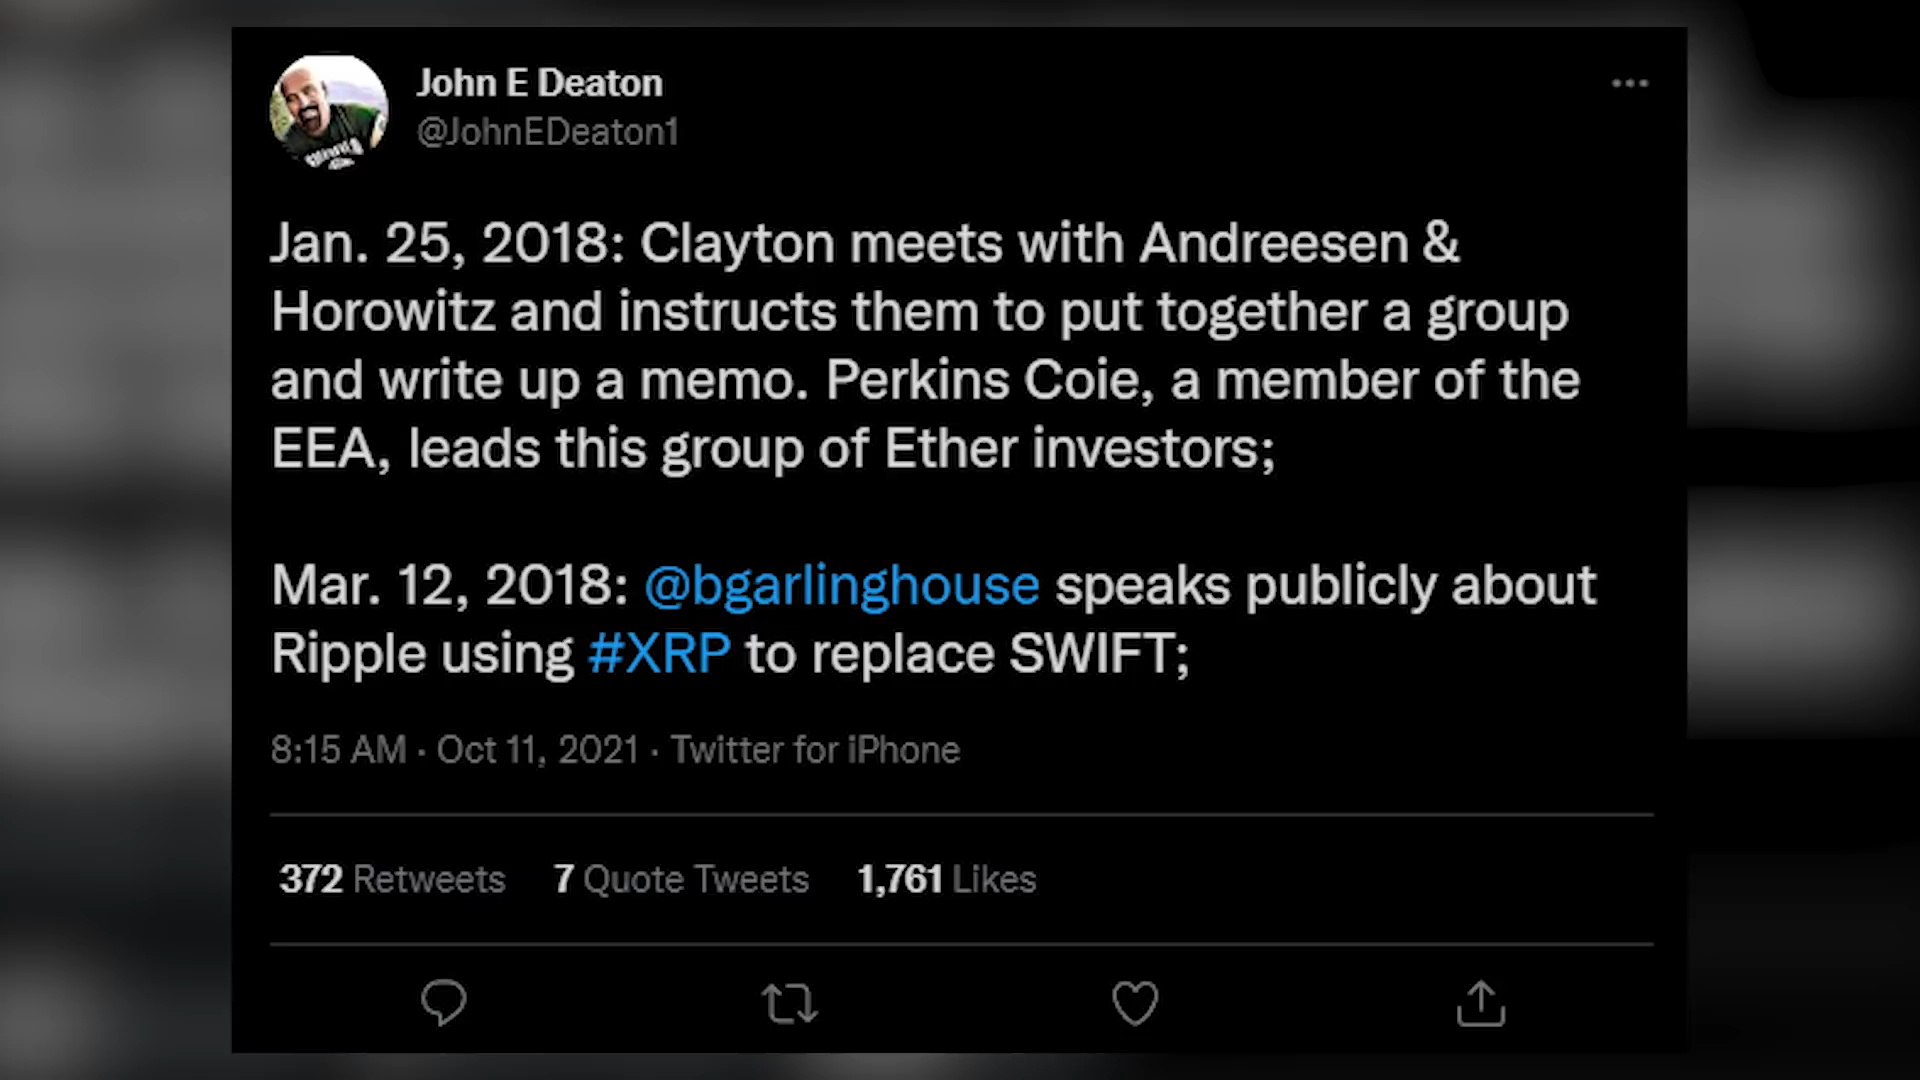 John E Deaton
@JohnEDeaton1
Jan. 25, 2018: Clayton meets with Andreesen &
Horowitz and instructs them to put together a group
and write up a memo. Perkins Coie, a member of the
EEA, leads this group of Ether investors;
Mar. 12, 2018: @bgarlinghouse speaks publicly about
Ripple using #XRP to replace SWIFT;
8:15 AM · Oct 11, 2021 · Twitter for iPhone
372 Retweets 7 Quote Tweets 1,761 Likes